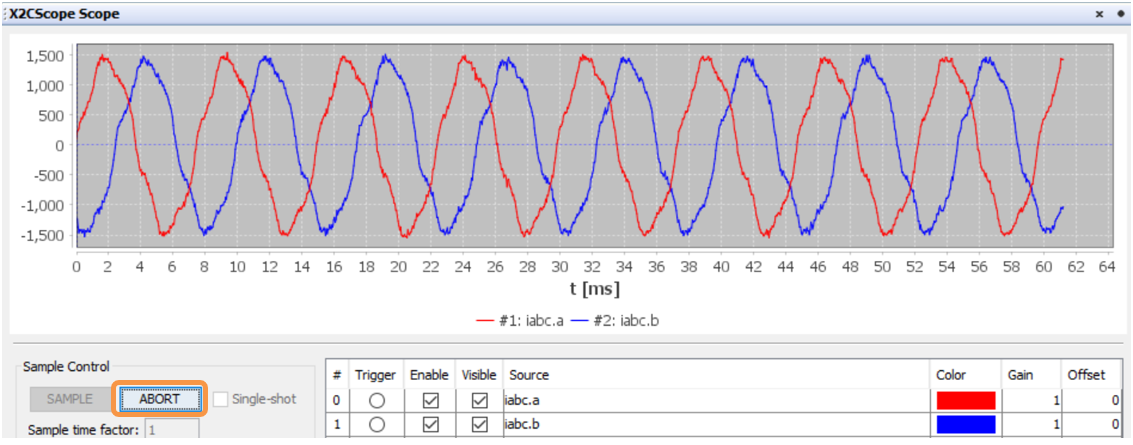 X2CScope Scope
1,500
1,000
500
0
-500
-1,000
-1,500
0 2 4 6 8 10 12 14 16 18 20 22 24 26 28 30 32 34 36 38 40 42 44 46 48 50 52 54 56 58 60 62 64
t [ms]
#1: iabc.a #2: iabc.b
Sample Control
SAMPLE ABORT Single-shot
Sample time factor: 1
# Trigger Enable Visible Source Color Gain Offset
0 iabc.a 1 0
1 iabc.b 1 0